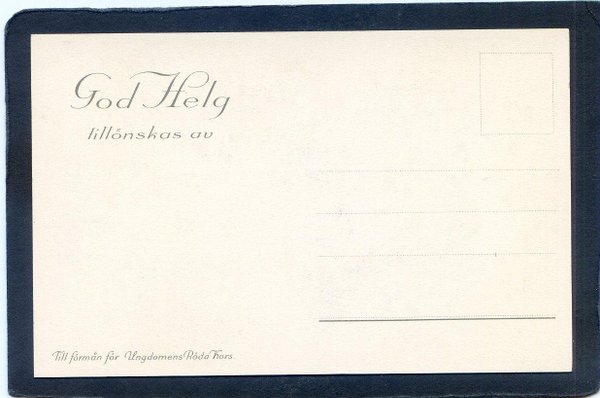 God Helg
tillönskas av
Till förmån för Ungdomens Röda Kors.